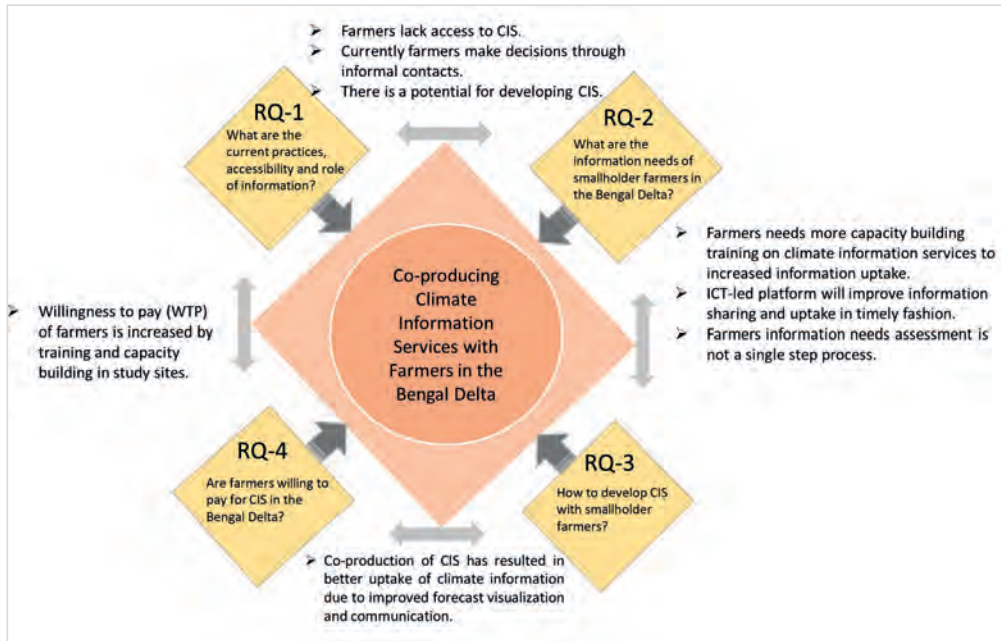 ➢ Farmers lack access to CIS.
➢ Currently farmers make decisions through
informal contacts.
➢ There is a potential for developing CIS.
RQ-1
What are the
current practices,
accessibility and role
of information?
RQ-2
What are the
information needs of
smallholder farmers in
the Bengal Delta?
➢ Farmers needs more capacity building
training on climate information services to
increased information uptake.
➢ ICT-led platform will improve information
sharing and uptake in timely fashion.
➢ Farmers information needs assessment is
not a single step process.
Co-producing
Climate
Information
Services with
Farmers in the
Bengal Delta
➢ Willingness to pay (WTP)
of farmers is increased by
training and capacity
building in study sites.
RQ-4
Are farmers willing to
pay for CIS in the
Bengal Delta?
RQ-3
How to develop CIS
with smallholder
farmers?
➢ Co-production of CIS has resulted in
better uptake of climate information
due to improved forecast visualization
and communication.